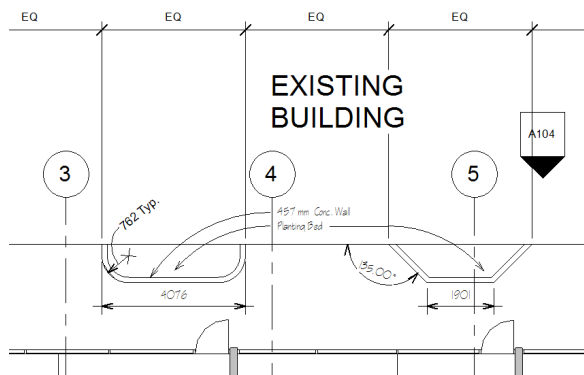 EQ EQ EQ EQ
EXISTING
BUILDING
A104
3 4 5
762 Typ.
457 mm Conc. Wall
Planting Bed
135.00°
4076
1901